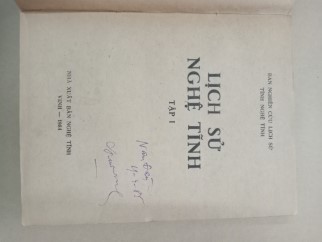 BAN NGHIÊN CỨU LỊCH SỬ
TỈNH NGHỆ TĨNH
LỊCH SỬ
NGHỆ TĨNH
TẬP I
NHÀ XUẤT BẢN NGHỆ TĨNH
VINH — 1984